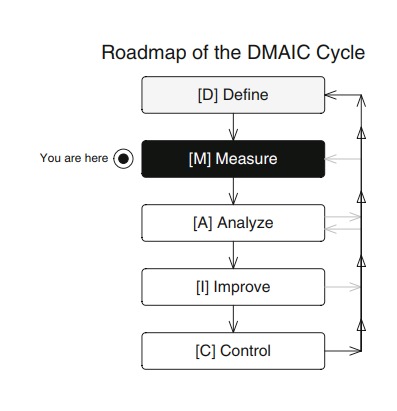 Roadmap of the DMAIC Cycle
[D] Define
You are here
[M] Measure
[A] Analyze
[I] Improve
[C] Control